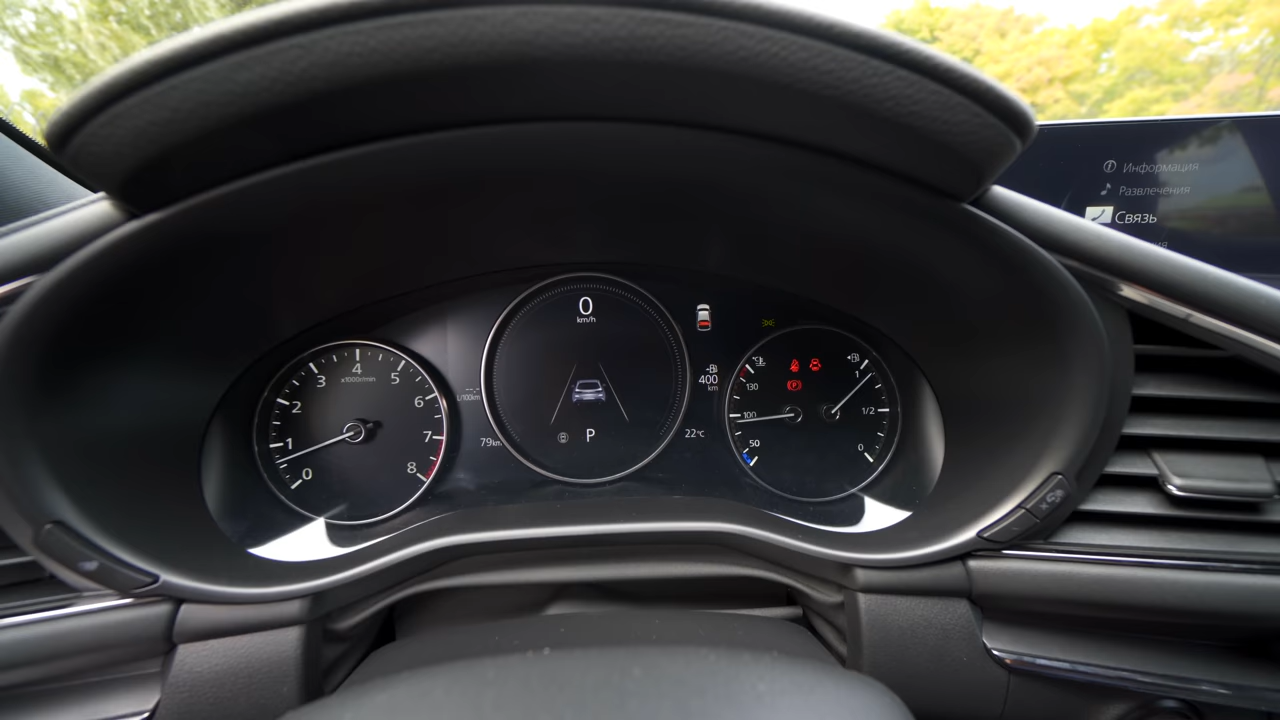 Информация
Развлечения
Связь
0
km/h
4
x1000r/min
3
5
2
6
1
7
0
8
L/100km
79km
P
400
km
22°C
°C
130
100
50
P
1
1/2
0